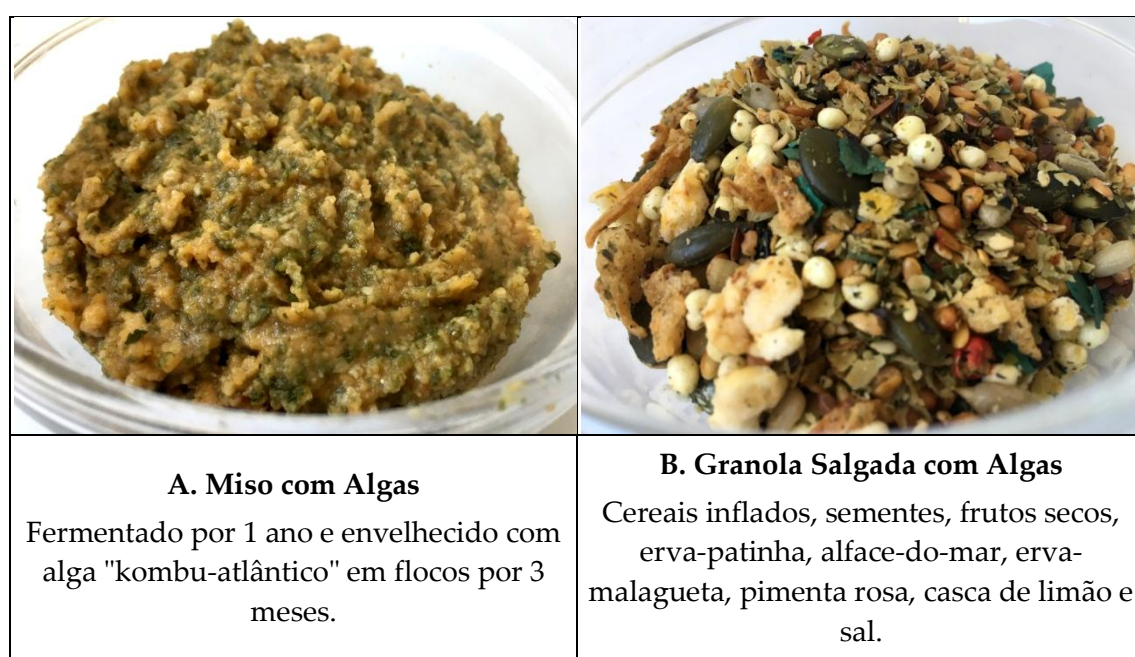 A. Miso com Algas
Fermentado por 1 ano e envelhecido com
alga "kombu-atlântico" em flocos por 3
meses.
B. Granola Salgada com Algas
Cereais inflados, sementes, frutos secos,
erva-patinha, alface-do-mar, erva-
malagueta, pimenta rosa, casca de limão e
sal.